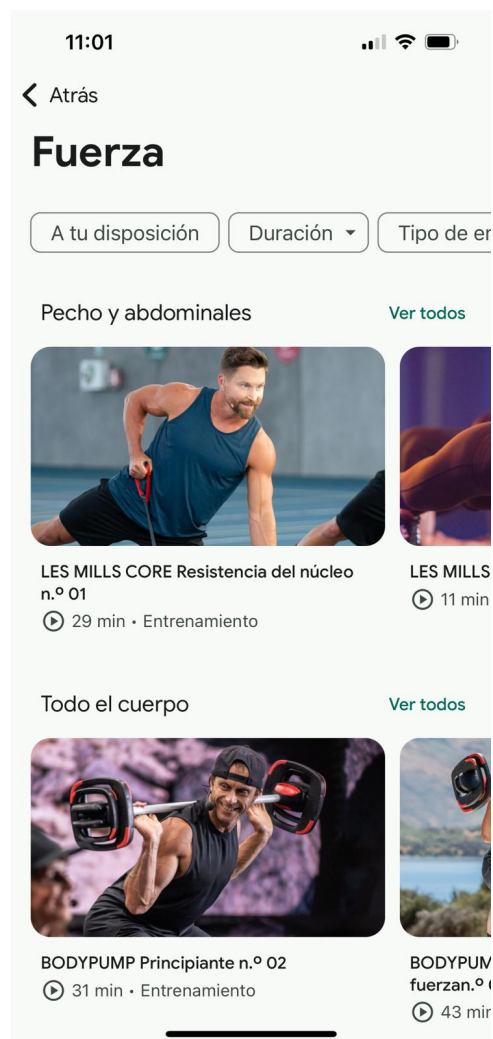 11:01
Atrás
Fuerza
A tu disposición
Duración
Tipo de
Pecho y abdominales
Ver todos
LES MILLS CORE Resistencia del núcleo
n.º 01
29 min • Entrenamiento
LES MILLS
11 min
Todo el cuerpo
Ver todos
BODYPUMP Principiante n.º 02
31 min • Entrenamiento
BODYPUM
fuerzan.º
43 min